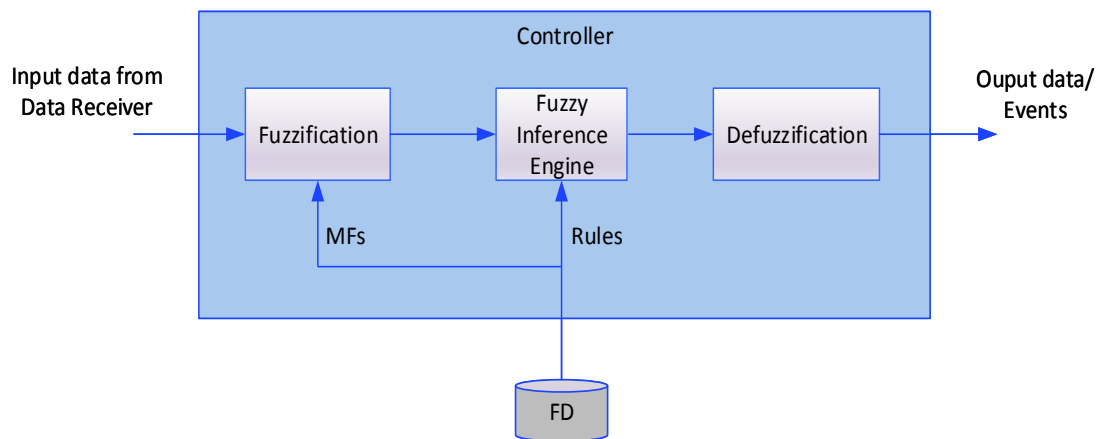 Controller
Input data from
Data Receiver
Fuzzification
Fuzzy
Inference
Engine
Defuzzification
Ouput data/
Events
MFs
Rules
FD